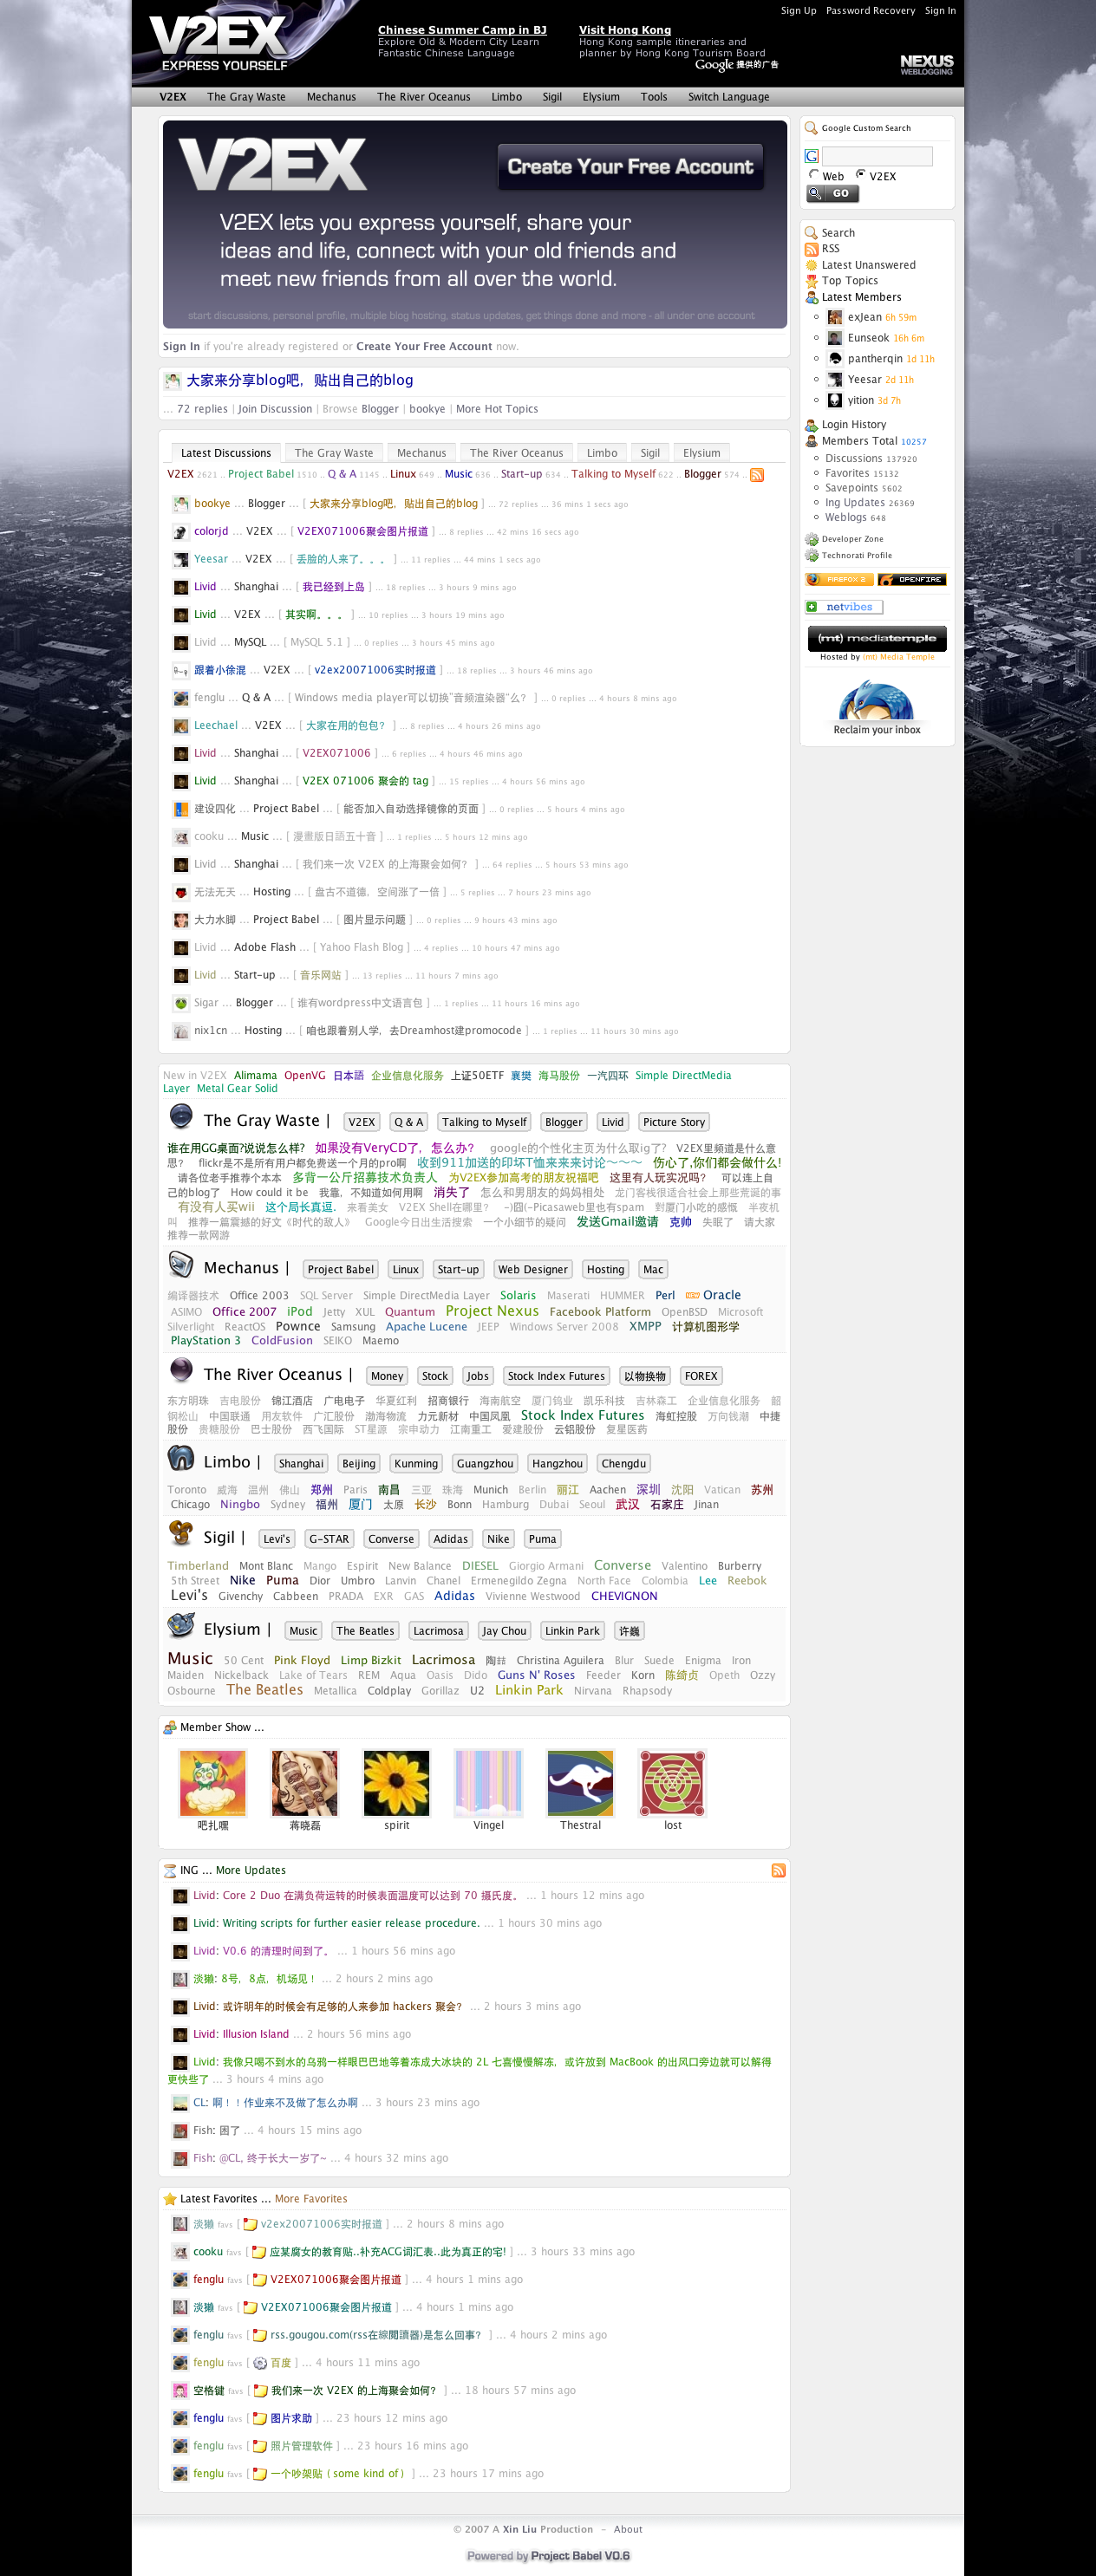 V2EX
EXPRESS YOURSELF
Chinese Summer Camp in BJ
Explore Old & Modern City Learn
Fantastic Chinese Language
Visit Hong Kong
Hong Kong sample itineraries and
planner by Hong Kong Tourism Board
Google 提供的广告
Sign Up Password Recovery Sign In
NEXUS
WEBLOGGING
V2EX The Gray Waste Mechanus The River Oceanus Limbo Sigil Elysium Tools Switch Language
V2EX
Create Your Free Account
V2EX lets you discover, share your
ideas and life, connect with your old friends and
meet new friends from all over the world
start discussions, personal profile, multiple blog hosting, status updates, get things done and more - all under one account
Sign In if you're already registered or Create Your Free Account now.
大家来分享blog吧，贴出自己的blog
... 72 replies | Join Discussion | Browse Blogger | bookye | More Hot Topics
Latest Discussions The Gray Waste Mechanus The River Oceanus Limbo Sigil Elysium
V2EX 2621 .. Project Babel 1510 .. Q & A 1145 .. Linux 649 .. Music 636 .. Start-up 634 .. Talking to Myself 622 .. Blogger 574 ..
bookye ... Blogger ... [ 大家来分享blog吧，贴出自己的blog ] ... 72 replies ... 36 mins 1 secs ago
colorjd ... V2EX ... [ V2EX071006聚会图片报道 ] ... 8 replies ... 42 mins 16 secs ago
Yeesar ... V2EX ... [ 丢脸的人来了。。。 ] ... 11 replies ... 44 mins 1 secs ago
Livid ... Shanghai ... [ 我已经到上岛 ] ... 18 replies ... 3 hours 9 mins ago
Livid ... V2EX ... [ 其实啊。。。 ] ... 10 replies ... 3 hours 19 mins ago
Livid ... MySQL ... [ MySQL 5.1 ] ... 0 replies ... 3 hours 45 mins ago
跟着小徐混 ... V2EX ... [ v2ex20071006实时报道 ] ... 18 replies ... 3 hours 46 mins ago
fenglu ... Q & A ... [ Windows media player可以切换"音频渲染器"么？ ] ... 0 replies ... 4 hours 8 mins ago
Leechael ... V2EX ... [ 大家在用的包包? ] ... 8 replies ... 4 hours 26 mins ago
Livid ... Shanghai ... [ V2EX071006 ] ... 6 replies ... 4 hours 46 mins ago
Livid ... Shanghai ... [ V2EX 071006 聚会的 tag ] ... 15 replies ... 4 hours 56 mins ago
建设四化 ... Project Babel ... [ 能否加入自动选择镜像的页面 ] ... 0 replies ... 5 hours 4 mins ago
cooku ... Music ... [ 漫畫版日語五十音 ] ... 1 replies ... 5 hours 12 mins ago
Livid ... Shanghai ... [ 我们来一次 V2EX 的上海聚会如何？ ] ... 64 replies ... 5 hours 53 mins ago
无法无天 ... Hosting ... [ 盘古不道德，空间涨了一倍 ] ... 5 replies ... 7 hours 23 mins ago
大力水脚 ... Project Babel ... [ 图片显示问题 ] ... 0 replies ... 9 hours 43 mins ago
Livid ... Adobe Flash ... [ Yahoo Flash Blog ] ... 4 replies ... 10 hours 47 mins ago
Livid ... Start-up ... [ 音乐网站 ] ... 13 replies ... 11 hours 7 mins ago
Sigar ... Blogger ... [ 谁有wordpress中文语言包 ] ... 1 replies ... 11 hours 16 mins ago
nix1cn ... Hosting ... [ 咱也跟着别人学，去Dreamhost建promocode ] ... 1 replies ... 11 hours 30 mins ago
New in V2EX Alimama OpenVG 日本語 企业信息化服务 上证50ETF 襄樊 海马股份 一汽四环 Simple DirectMedia
Layer Metal Gear Solid
The Gray Waste | V2EX Q & A Talking to Myself Blogger Livid Picture Story
谁在用GG桌面?说说怎么样? 如果没有VeryCD了，怎么办? google的个性化主页为什么取ig了? V2EX里频道是什么意
思? flickr是不是所有用户都免费送一个月的pro啊 收到911加送的印坏T恤来来来讨论～～～ 伤心了,你们都会做什么!
请各位老手推荐个本本 多背一公斤招募技术负责人 为V2EX参加高考的朋友祝福吧 这里有人玩实况吗? 可以连上自
己的blog了 How could it be 我靠，不知道如何用啊 消失了 怎么和男朋友的妈妈相处 龙门客栈很适合社会上那些荒诞的事
有没有人买wii 这个局长真逗. 来看美女 V2EX Shell在哪里? -)囧(-Picasaweb里也有spam 對厦门小吃的感慨 半夜机
叫 推荐一篇震撼的好文《时代的敌人》 Google今日出生活搜索 一个小细节的疑问 发送Gmail邀请 克帅 失眠了 请大家
推荐一款网游
Mechanus | Project Babel Linux Start-up Web Designer Hosting Mac
编译器技术 Office 2003 SQL Server Simple DirectMedia Layer Solaris Maserati HUMMER Perl Oracle
ASIMO Office 2007 iPod Jetty XUL Quantum Project Nexus Facebook Platform OpenBSD Microsoft
Silverlight ReactOS Pownce Samsung Apache Lucene JEEP Windows Server 2008 XMPP 计算机图形学
PlayStation 3 ColdFusion SEIKO Maemo
The River Oceanus | Money Stock Jobs Stock Index Futures 以物换物 FOREX
东方明珠 吉电股份 锦江酒店 广电电子 华夏红利 招商银行 海南航空 厦门钨业 凯乐科技 吉林森工 企业信息化服务 韶
钢松山 中国联通 用友软件 广汇股份 渤海物流 力元新材 中国凤凰 Stock Index Futures 海虹控股 万向钱潮 中捷
股份 贵糖股份 巴士股份 西飞国际 ST星源 宗申动力 江南重工 爱建股份 云铝股份 复星医药
Limbo | Shanghai Beijing Kunming Guangzhou Hangzhou Chengdu
Toronto 威海 温州 佛山 郑州 Paris 南昌 三亚 珠海 Munich Berlin 丽江 Aachen 深圳 沈阳 Vatican 苏州
Chicago Ningbo Sydney 福州 厦门 太原 长沙 Bonn Hamburg Dubai Seoul 武汉 石家庄 Jinan
Sigil | Levi's G-STAR Converse Adidas Nike Puma
Timberland Mont Blanc Mango Espirit New Balance DIESEL Giorgio Armani Converse Valentino Burberry
5th Street Nike Puma Dior Umbro Lanvin Chanel Ermenegildo Zegna North Face Colombia Lee Reebok
Levi's Givenchy Cabbeen PRADA EXR GAS Adidas Vivienne Westwood CHEVIGNON
Elysium | Music The Beatles Lacrimosa Jay Chou Linkin Park 许巍
Music 50 Cent Pink Floyd Limp Bizkit Lacrimosa 陶喆 Christina Aguilera Blur Suede Enigma Iron
Maiden Nickelback Lake of Tears REM Aqua Oasis Dido Guns N' Roses Feeder Korn 陈绮贞 Opeth Ozzy
Osbourne The Beatles Metallica Coldplay Gorillaz U2 Linkin Park Nirvana Rhapsody
Member Show ...
吧扎嘿 蒋晓磊 spirit Vingel Thestral lost
ING ... More Updates
Livid: Core 2 Duo 在满负荷运转的时候表面温度可以达到 70 摄氏度。 ... 1 hours 12 mins ago
Livid: Writing scripts for further easier release procedure. ... 1 hours 30 mins ago
Livid: V0.6 的清理时间到了。 ... 1 hours 56 mins ago
淡獭: 8号，8点，机场见！ ... 2 hours 2 mins ago
Livid: 或许明年的时候会有足够的人来参加 hackers 聚会? ... 2 hours 3 mins ago
Livid: Illusion Island ... 2 hours 56 mins ago
Livid: 我像只喝不到水的乌鸦一样眼巴巴地等着冻成大冰块的 2L 七喜慢慢解冻，或许放到 MacBook 的出风口旁边就可以解得
更快些了 ... 3 hours 4 mins ago
CL: 啊！！作业来不及做了怎么办啊 ... 3 hours 23 mins ago
Fish: 困了 ... 4 hours 15 mins ago
Fish: @CL, 终于长大一岁了~ ... 4 hours 32 mins ago
Latest Favorites ... More Favorites
淡獭 favs [ v2ex20071006实时报道 ] ... 2 hours 8 mins ago
cooku favs [ 应某腐女的教育贴..补充ACG词汇表..此为真正的宅! ] ... 3 hours 33 mins ago
fenglu favs [ V2EX071006聚会图片报道 ] ... 4 hours 1 mins ago
淡獭 favs [ V2EX071006聚会图片报道 ] ... 4 hours 1 mins ago
fenglu favs [ rss.gougou.com(rss在線閱讀器)是怎么回事? ] ... 4 hours 2 mins ago
fenglu favs [ 百度 ] ... 4 hours 11 mins ago
空格键 favs [ 我们来一次 V2EX 的上海聚会如何? ] ... 18 hours 57 mins ago
fenglu favs [ 图片求助 ] ... 23 hours 12 mins ago
fenglu favs [ 照片管理软件 ] ... 23 hours 16 mins ago
fenglu favs [ 一个吵架贴 ( some kind of ) ] ... 23 hours 17 mins ago
Google Custom Search
Web V2EX
GO
Search
RSS
Latest Unanswered
Top Topics
Latest Members
exJean 6h 59m
Eunseok 16h 6m
pantherqin 1d 11h
Yeesar 2d 11h
yition 3d 7h
Login History
Members Total 10257
Discussions 137920
Favorites 15132
Savepoints 5602
Ing Updates 26369
Weblogs 648
Developer Zone
Technorati Profile
FIREFOX 2 OPENFIRE
netvibes
(mt) mediatemple
Hosted by (mt) Media Temple
Reclaim your inbox
© 2007 A Xin Liu Production - About
Powered by Project Babel V0.6